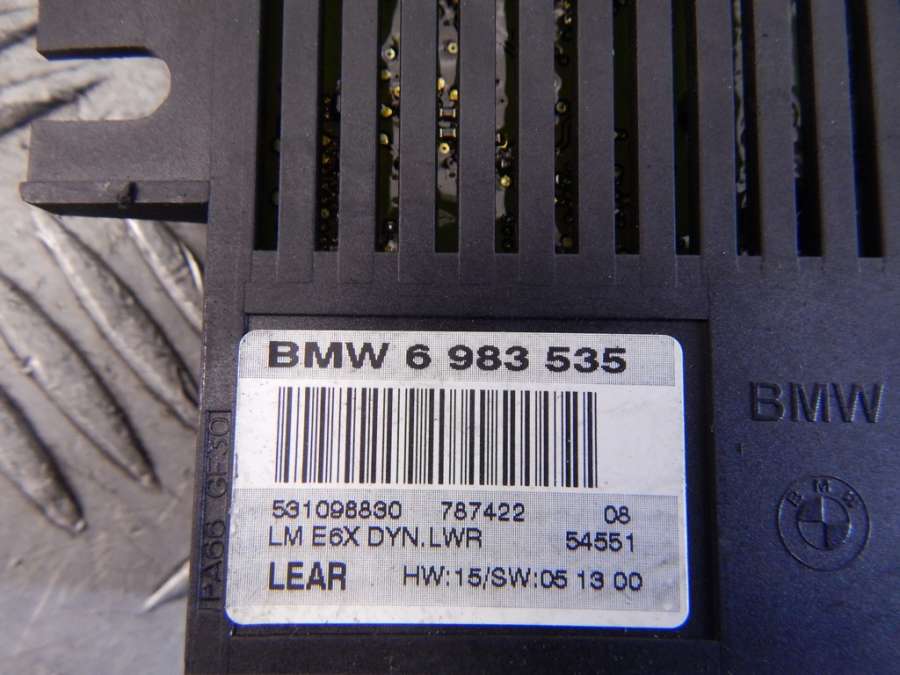 BMW 6 983 535
531098830 787422 08
LM E6X DYN.LWR 54551
LEAR HW:15/SW:05 13 00
PA66 GF30
BMW
BMW